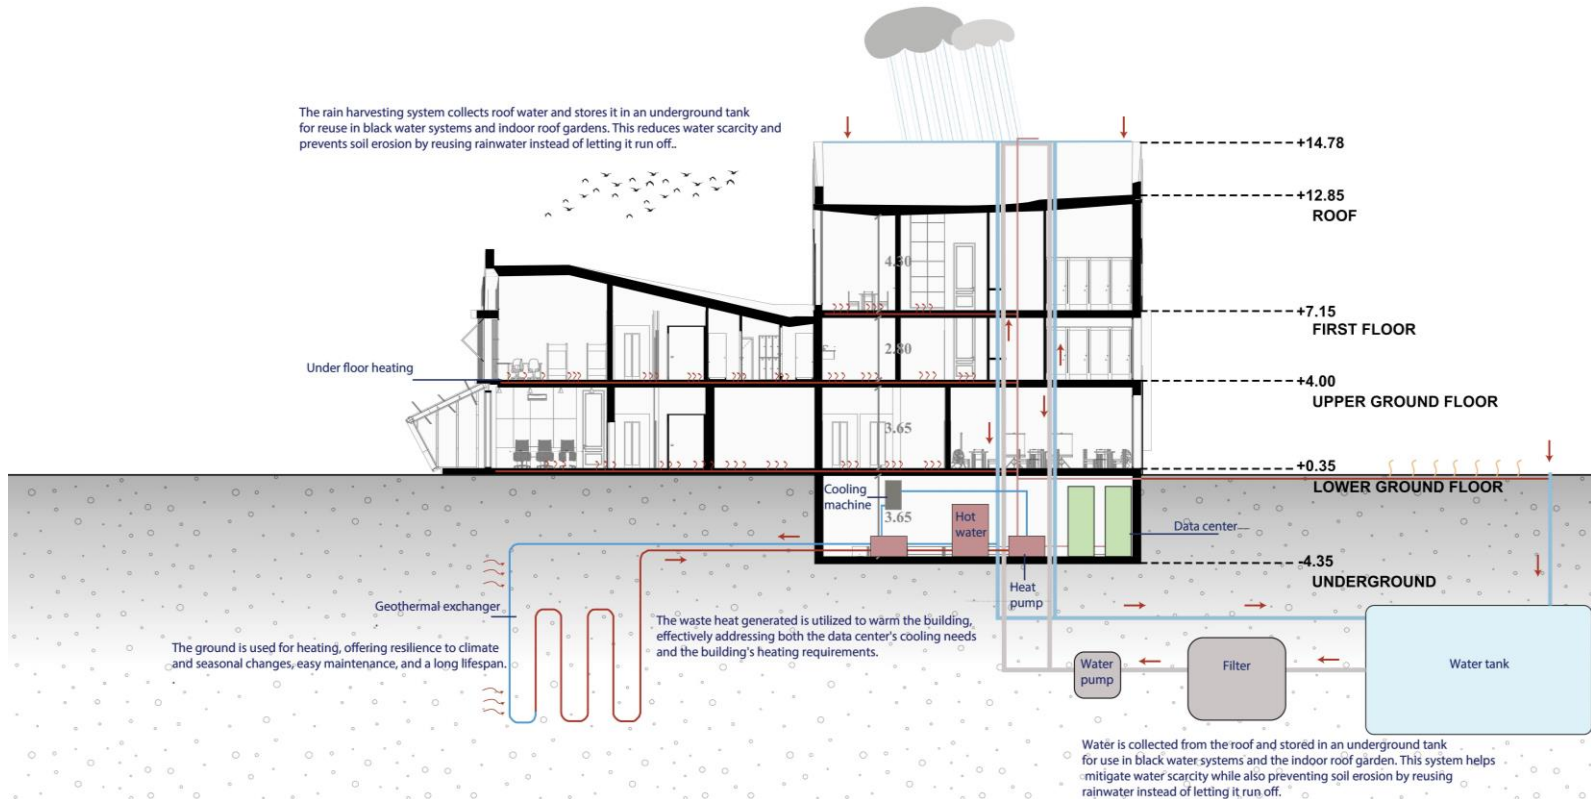 The rain harvesting system collects roof water and stores it in an underground tank
for reuse in black water systems and indoor roof gardens. This reduces water scarcity and
prevents soil erosion by reusing rainwater instead of letting it run off..
+14.78
+12.85
ROOF
4.30
+7.15
FIRST FLOOR
2.80
Under floor heating
+4.00
UPPER GROUND FLOOR
3.65
+0.35
LOWER GROUND FLOOR
Cooling
machine
3.65
Hot
water
Data center
-4.35
UNDERGROUND
Heat
pump
Geothermal exchanger
The ground is used for heating, offering resilience to climate
and seasonal changes, easy maintenance, and a long lifespan.
The waste heat generated is utilized to warm the building,
effectively addressing both the data center's cooling needs
and the building's heating requirements.
Water
pump
Filter
Water tank
Water is collected from the roof and stored in an underground tank
for use in black water systems and the indoor roof garden. This system helps
mitigate water scarcity while also preventing soil erosion by reusing
rainwater instead of letting it run off.